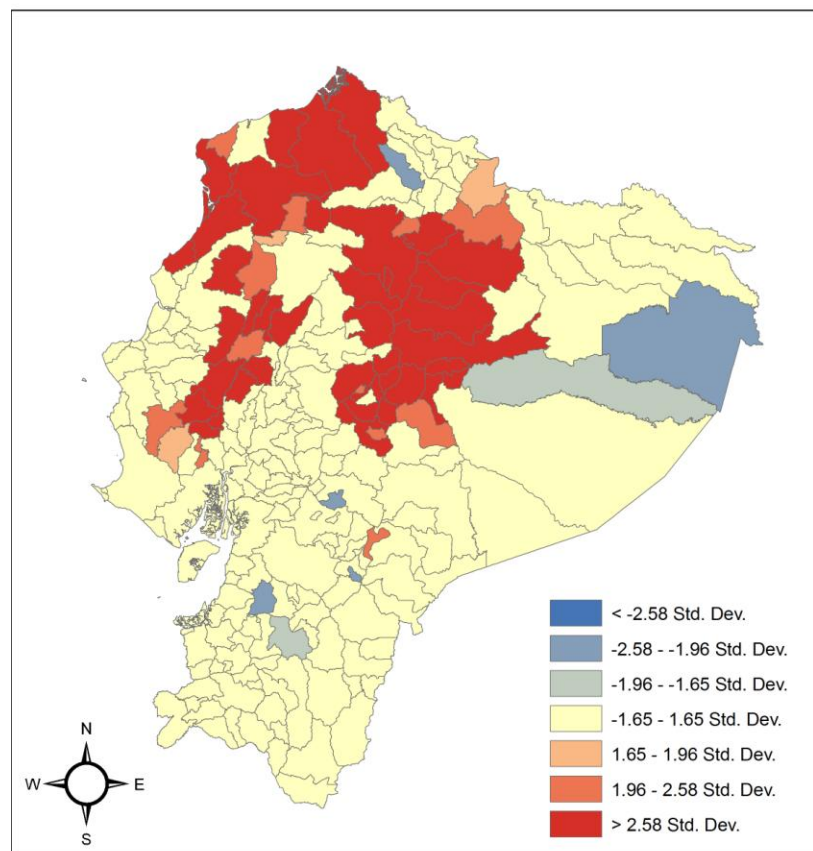 N
W E
S
< -2.58 Std. Dev.
-2.58 - -1.96 Std. Dev.
-1.96 - -1.65 Std. Dev.
-1.65 - 1.65 Std. Dev.
1.65 - 1.96 Std. Dev.
1.96 - 2.58 Std. Dev.
> 2.58 Std. Dev.